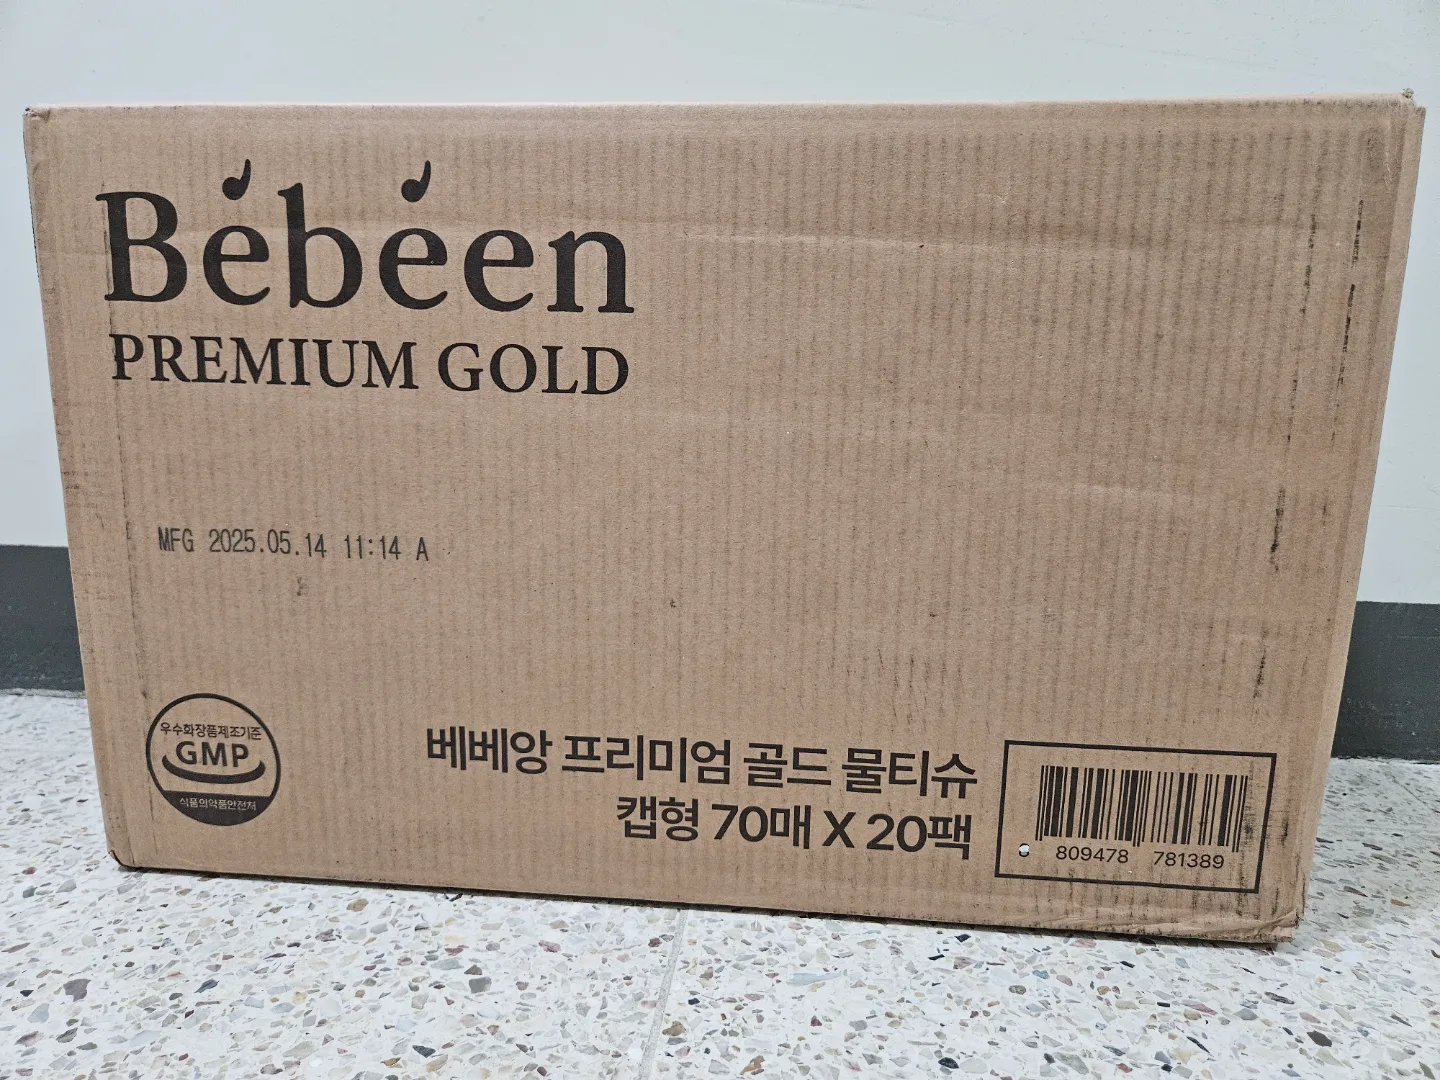 Bebeen
PREMIUM GOLD
MFG 2025.05.14 11:14 A
우수화장품제조기준
GMP
식품의약품안전처
베베앙 프리미엄 골드 물티슈
캡형 70매 X 20팩
809478 781389